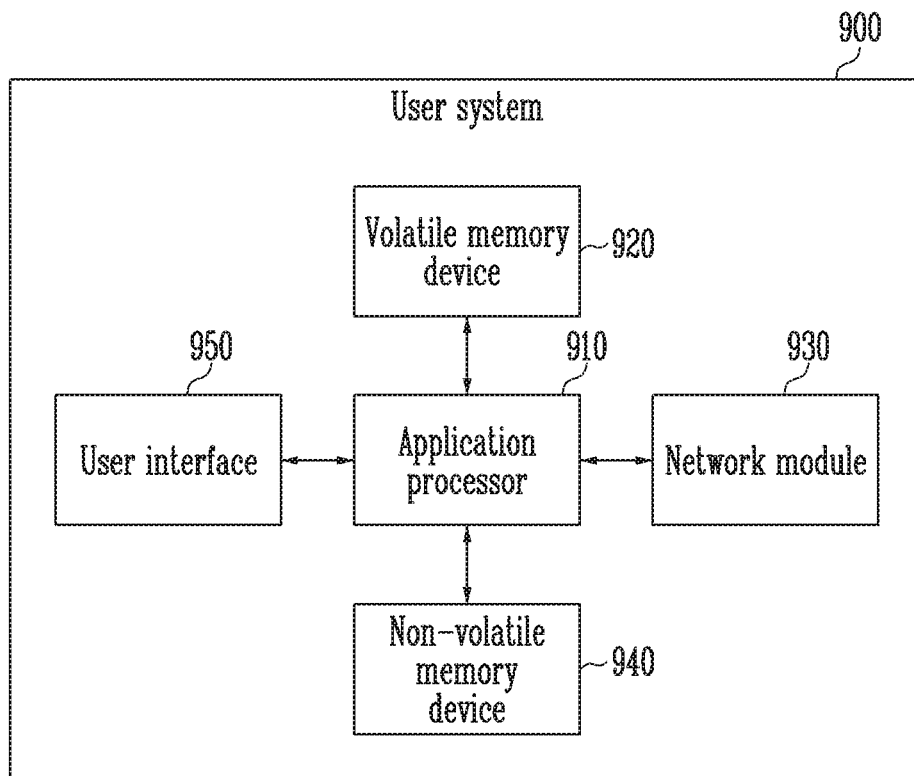 900
User system
Volatile memory
device
920
950
910
930
User interface
Application
processor
Network module
Non-volatile
memory
device
940